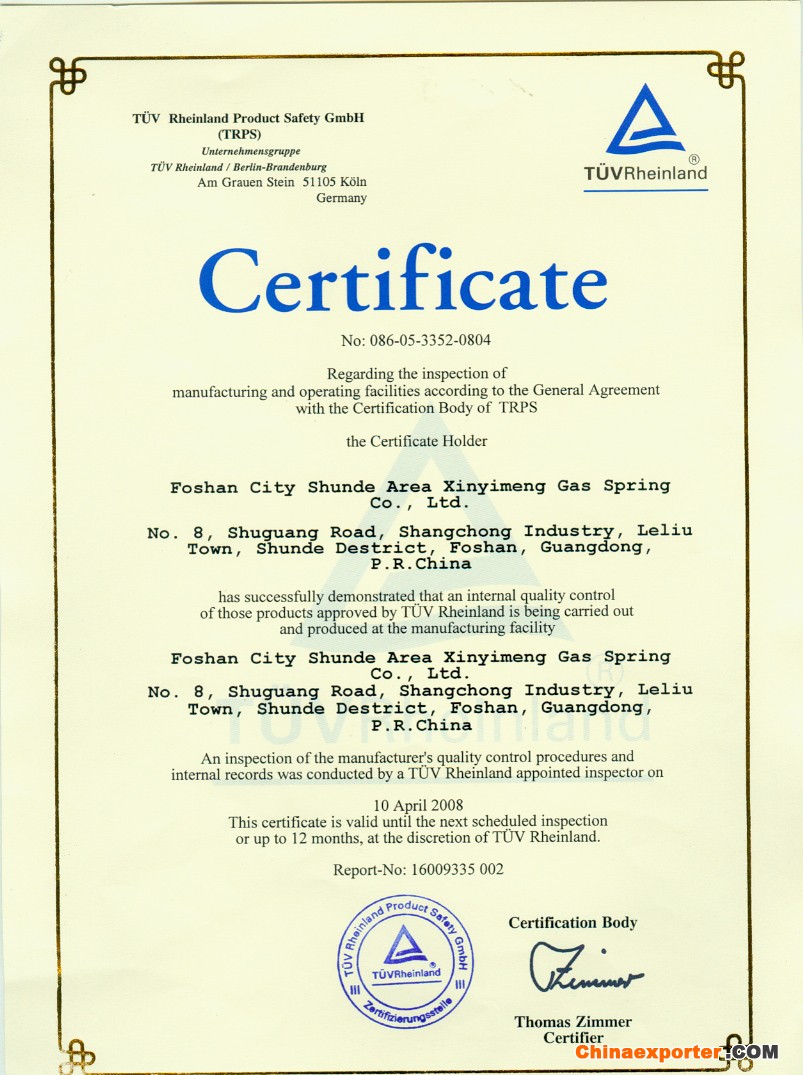 TÜV Rheinland Product Safety GmbH
(TRPS)
Unternehmensgruppe
TÜV Rheinland / Berlin-Brandenburg
Am Grauen Stein 51105 Köln
Germany
®
TÜVRheinland
Certificate
No: 086-05-3352-0804
Regarding the inspection of
manufacturing and operating facilities according to the General Agreement
with the Certification Body of TRPS
the Certificate Holder
Foshan City Shunde Area Xinyimeng Gas Spring
Co., Ltd.
No. 8, Shuguang Road, Shangchong Industry, Leliu
Town, Shunde Destrict, Foshan, Guangdong,
P.R.China
has successfully demonstrated that an internal quality control
of those products approved by TÜV Rheinland is being carried out
and produced at the manufacturing facility
Foshan City Shunde Area Xinyimeng Gas Spring
Co., Ltd.
®
No. 8, Shuguang Road, Shangchong Industry, Leliu
Town, Shunde Destrict, Foshan, Guangdong,
TÜVRheinland
P.R.China
An inspection of the manufacturer's quality control procedures and
internal records was conducted by a TÜV Rheinland appointed inspector on
10 April 2008
This certificate is valid until the next scheduled inspection
or up to 12 months, at the discretion of TÜV Rheinland.
Report-No: 16009335 002
TÜV Rheinland Product Safety GmbH
®
TÜVRheinland
Zertifizierungsstelle
Certification Body
Zimmer
Thomas Zimmer
Certifier
Chinaexporter.COM